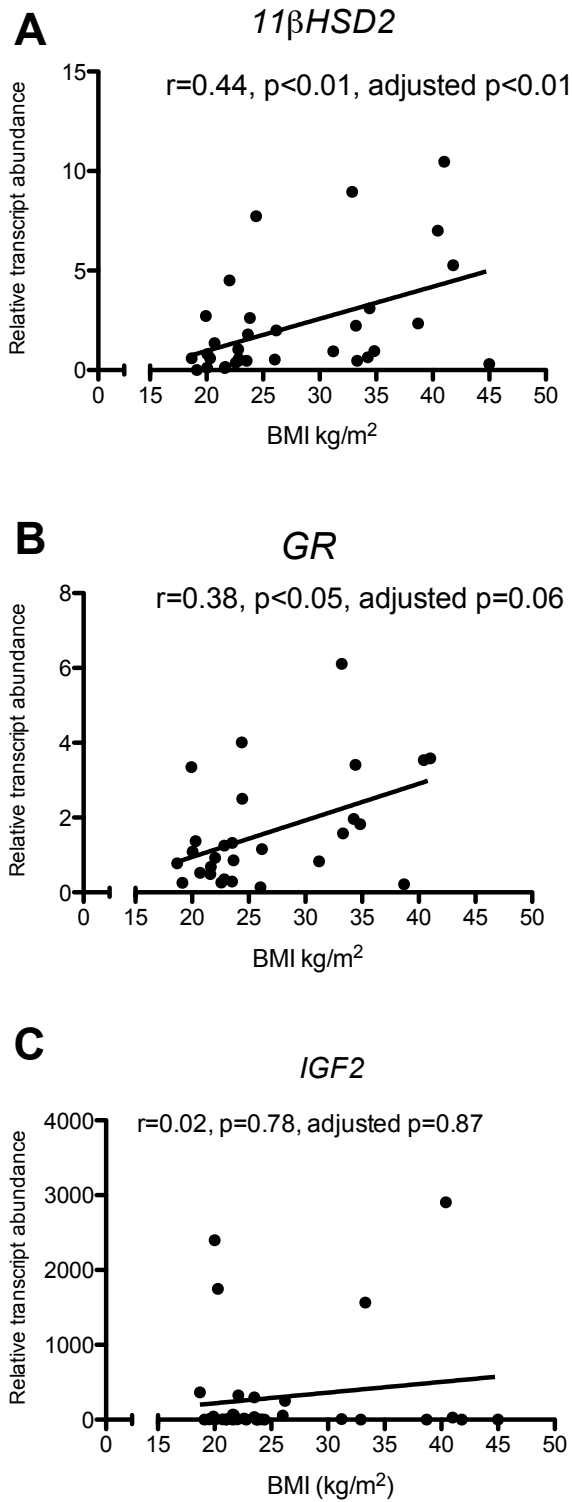 A
11βHSD2
r=0.44, p<0.01, adjusted p<0.01
Relative transcript abundance
15
10
5
0
0 15 20 25 30 35 40 45 50
BMI kg/m²
B
GR
r=0.38, p<0.05, adjusted p=0.06
Relative transcript abundance
8
6
4
2
0
0 15 20 25 30 35 40 45 50
BMI kg/m²
C
IGF2
r=0.02, p=0.78, adjusted p=0.87
Relative transcript abundance
4000
3000
2000
1000
0
0 15 20 25 30 35 40 45 50
BMI (kg/m²)